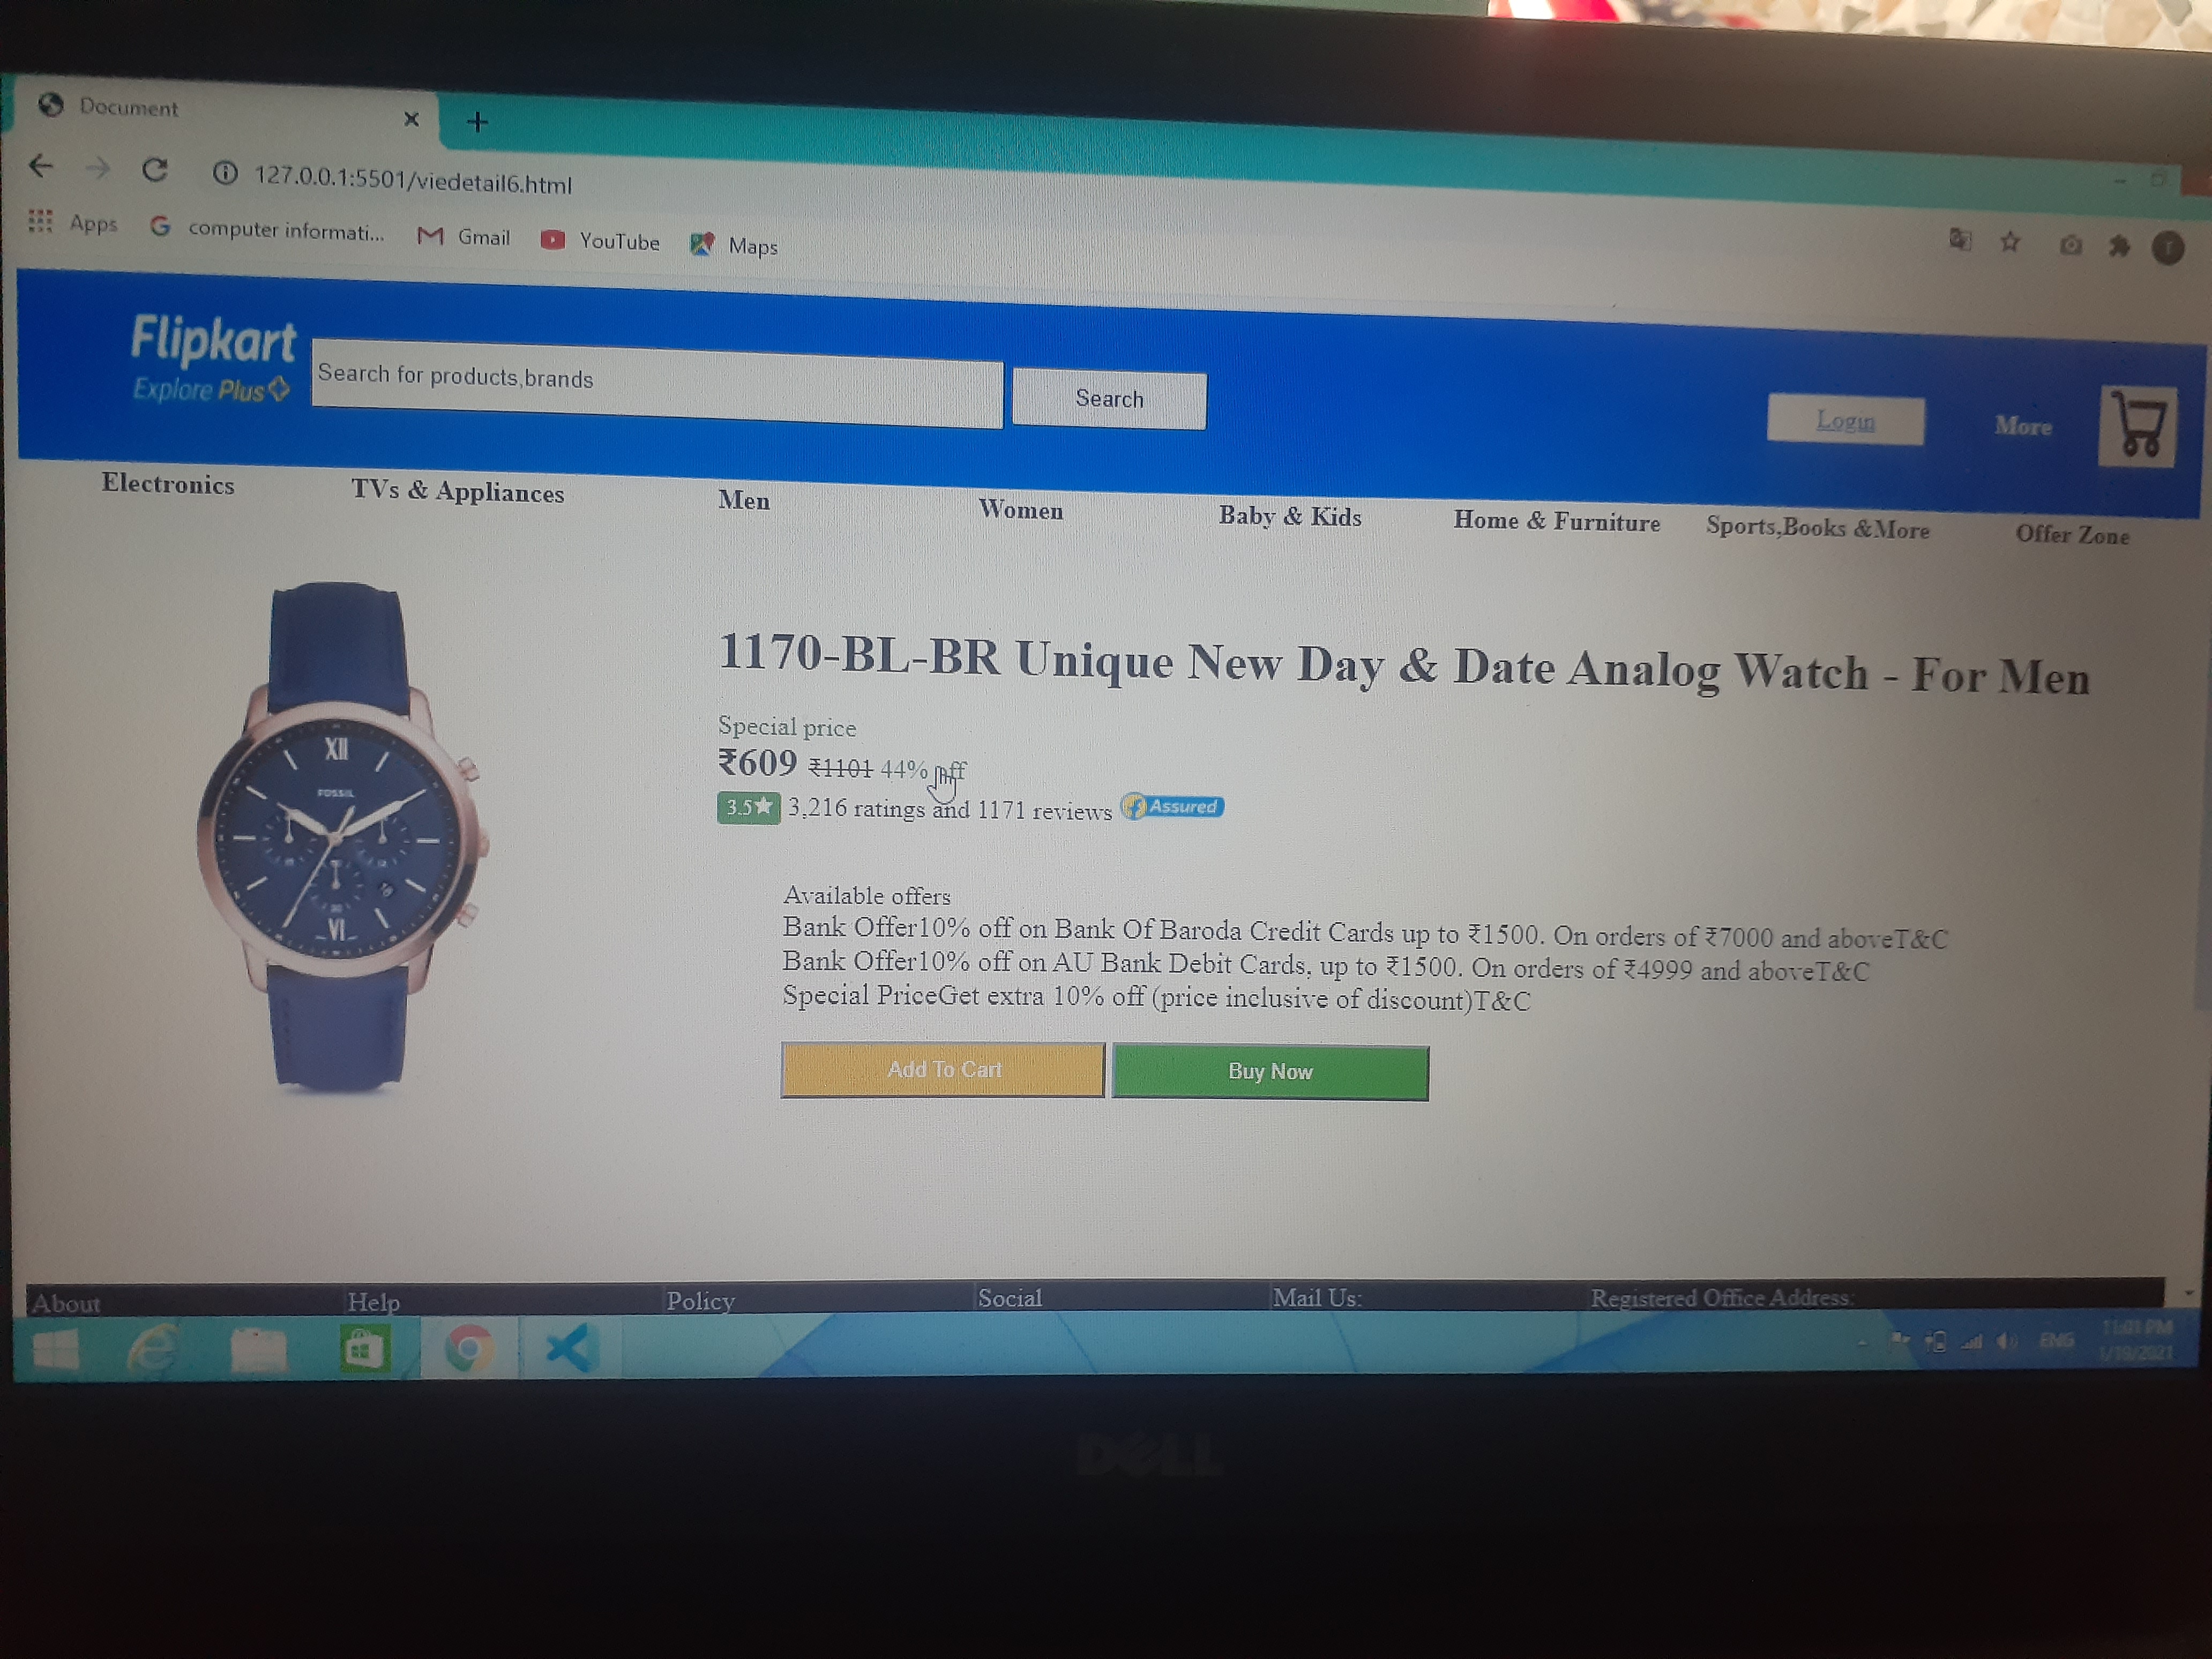 Document
127.0.0.1:5501/viedetail6.html
Apps
computer informati...
Gmail
YouTube
Maps
Flipkart
Explore Plus
Search for products,brands
Search
Login
More
Electronics
TVs & Appliances
Men
Women
Baby & Kids
Home & Furniture
Sports,Books &More
Offer Zone
XII
FOSSIL
VI
1170-BL-BR Unique New Day & Date Analog Watch - For Men
Special price
₹609 ₹1101 44% off
3.5★ 3,216 ratings and 1171 reviews Assured
Available offers
Bank Offer10% off on Bank Of Baroda Credit Cards up to ₹1500. On orders of ₹7000 and aboveT&C
Bank Offer10% off on AU Bank Debit Cards, up to ₹1500. On orders of ₹4999 and aboveT&C
Special PriceGet extra 10% off (price inclusive of discount)T&C
Add To Cart
Buy Now
About
Help
Policy
Social
Mail Us:
Registered Office Address:
ENG
11:01 PM
1/19/2021
DELL